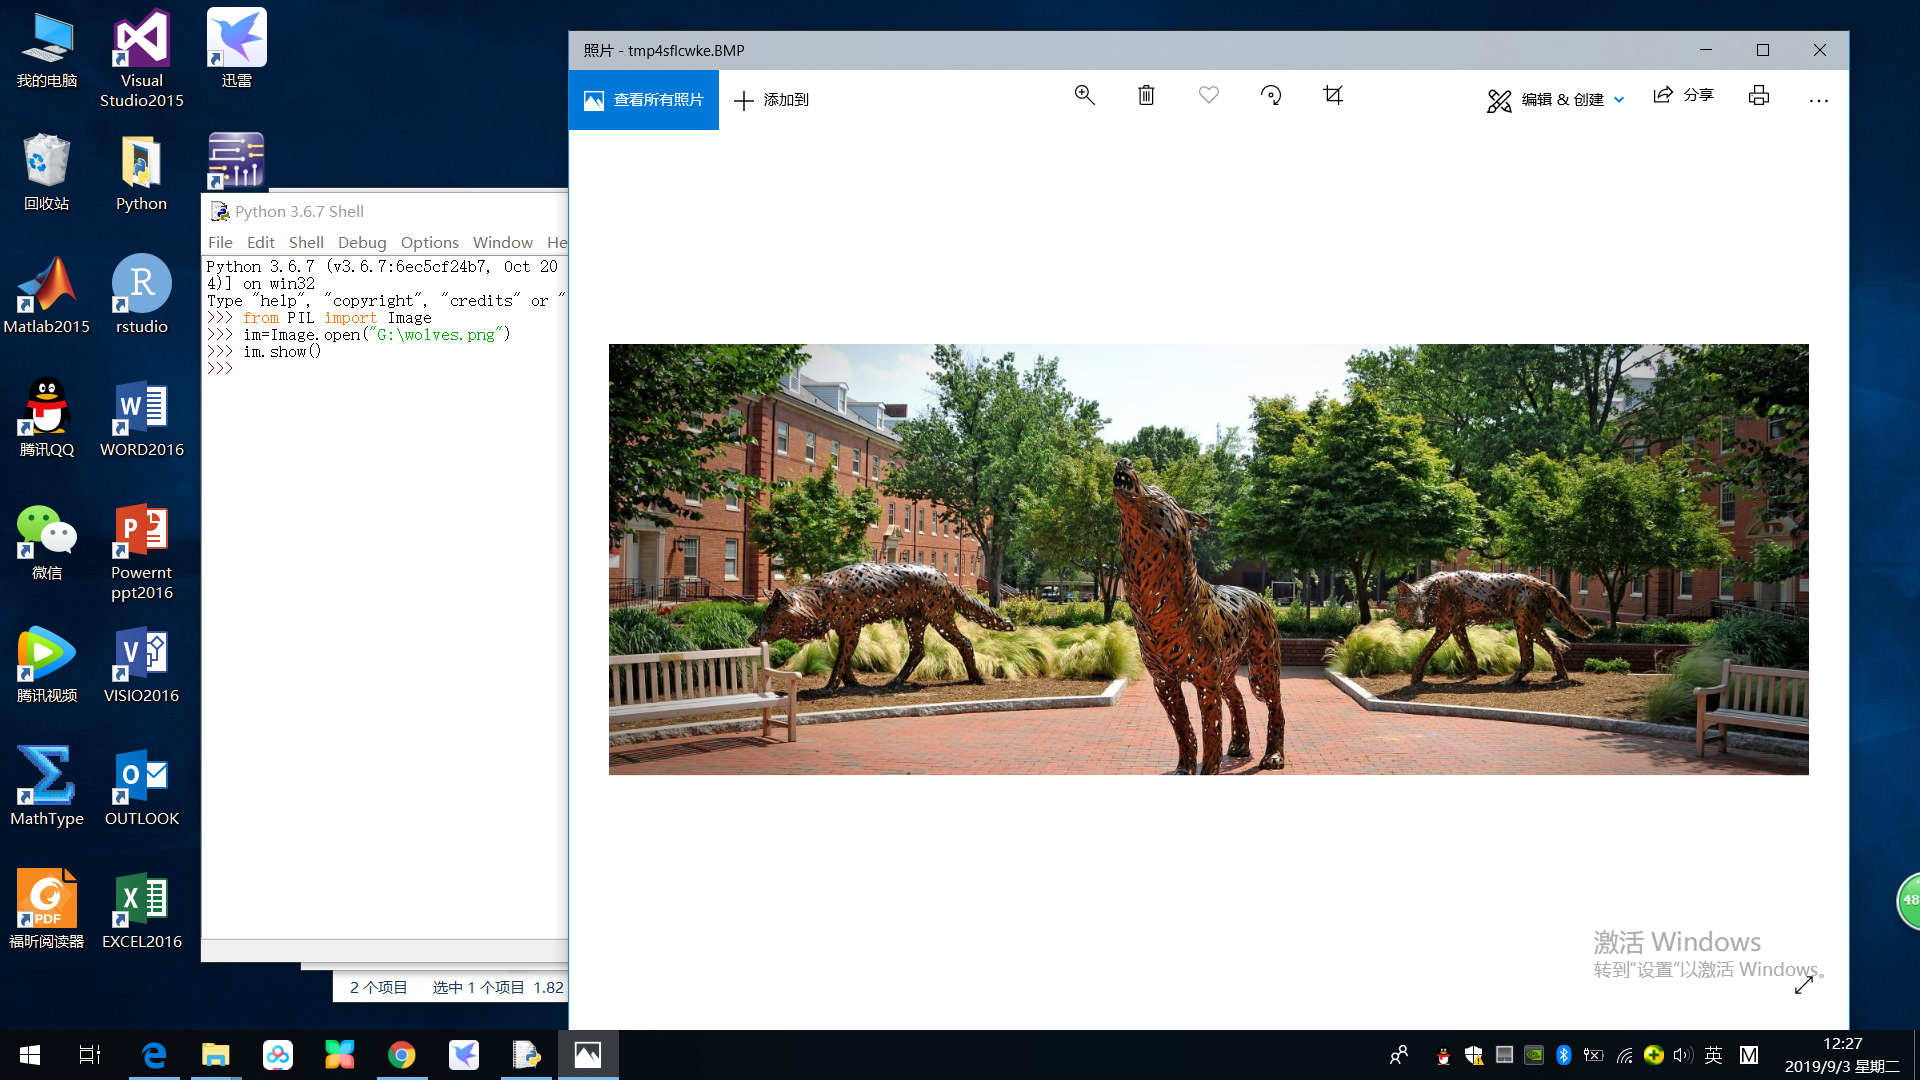 我的电脑
Visual
Studio2015
迅雷
回收站
Python
Matlab2015
rstudio
腾讯QQ
WORD2016
微信
Powernt
ppt2016
腾讯视频
VISIO2016
MathType
OUTLOOK
福昕阅读器
EXCEL2016
PDF
Python 3.6.7 Shell
File Edit Shell Debug Options Window He
Python 3.6.7 (v3.6.7:6ec5cf24b7, Oct 20
4)] on win32
Type "help", "copyright", "credits" or "
>>> from PIL import Image
>>> im=Image.open("G:\wolves.png")
>>> im.show()
>>>
2 个项目 选中 1 个项目 1.82
照片 - tmp4sflcwke.BMP
查看所有照片 添加到 编辑 & 创建 分享
激活 Windows
转到“设置”以激活 Windows。
48
英
M
12:27
2019/9/3 星期二